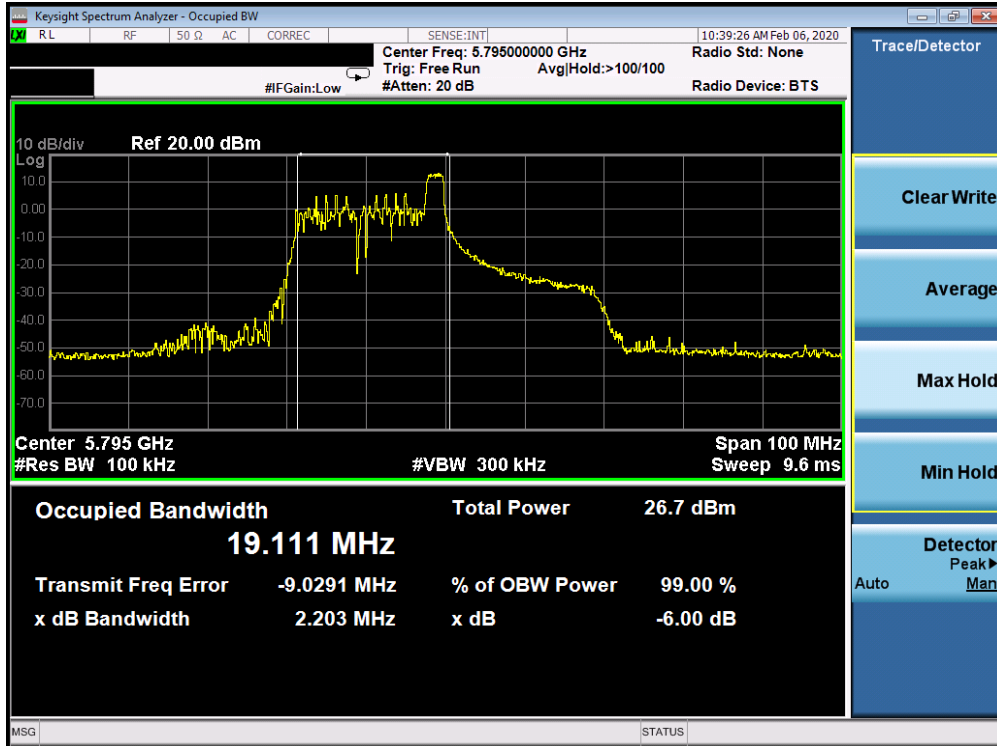 Keysight Spectrum Analyzer - Occupied BW
LXI RL RF 50 Ω AC CORREC SENSE:INT 10:39:26 AM Feb 06, 2020
Center Freq: 5.795000000 GHz Radio Std: None
Trig: Free Run Avg|Hold:>100/100
#IFGain:Low #Atten: 20 dB Radio Device: BTS
10 dB/div Ref 20.00 dBm
Log
10.0
0.00
-10.0
-20.0
-30.0
-40.0
-50.0
-60.0
-70.0
Center 5.795 GHz Span 100 MHz
#Res BW 100 kHz #VBW 300 kHz Sweep 9.6 ms
Occupied Bandwidth Total Power 26.7 dBm
19.111 MHz
Transmit Freq Error -9.0291 MHz % of OBW Power 99.00 %
x dB Bandwidth 2.203 MHz x dB -6.00 dB
MSG STATUS
Trace/Detector
Clear Write
Average
Max Hold
Min Hold
Detector
Peak▶
Auto Man